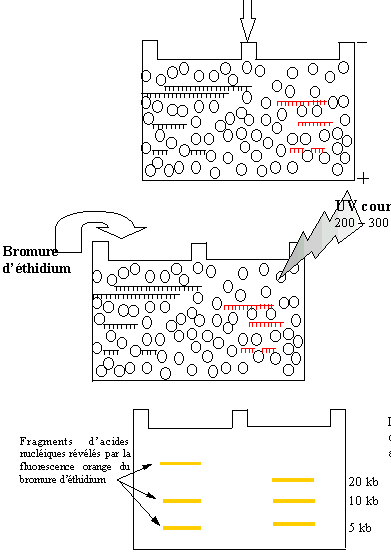 +
UV cour
200 – 300
Bromure
d'éthidium
Fragments d'acides
nucléiques révélés par la
fluorescence orange du
bromure d'éthidium
20 kb
10 kb
5 kb